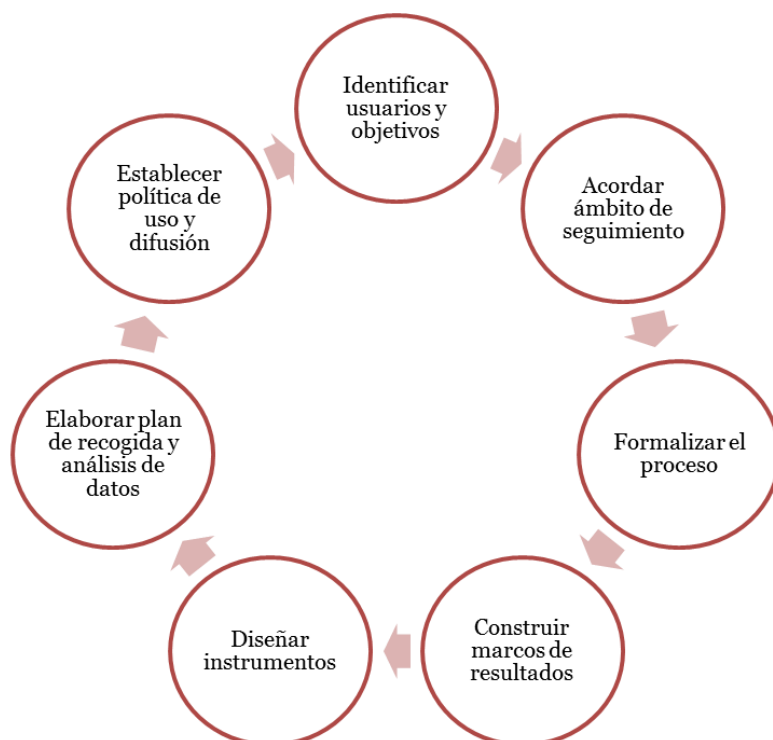 Identificar
usuarios y
objetivos
Acordar
ámbito de
seguimiento
Formalizar el
proceso
Construir
marcos de
resultados
Diseñar
instrumentos
Elaborar plan
de recogida y
análisis de
datos
Establecer
política de
uso y
difusión